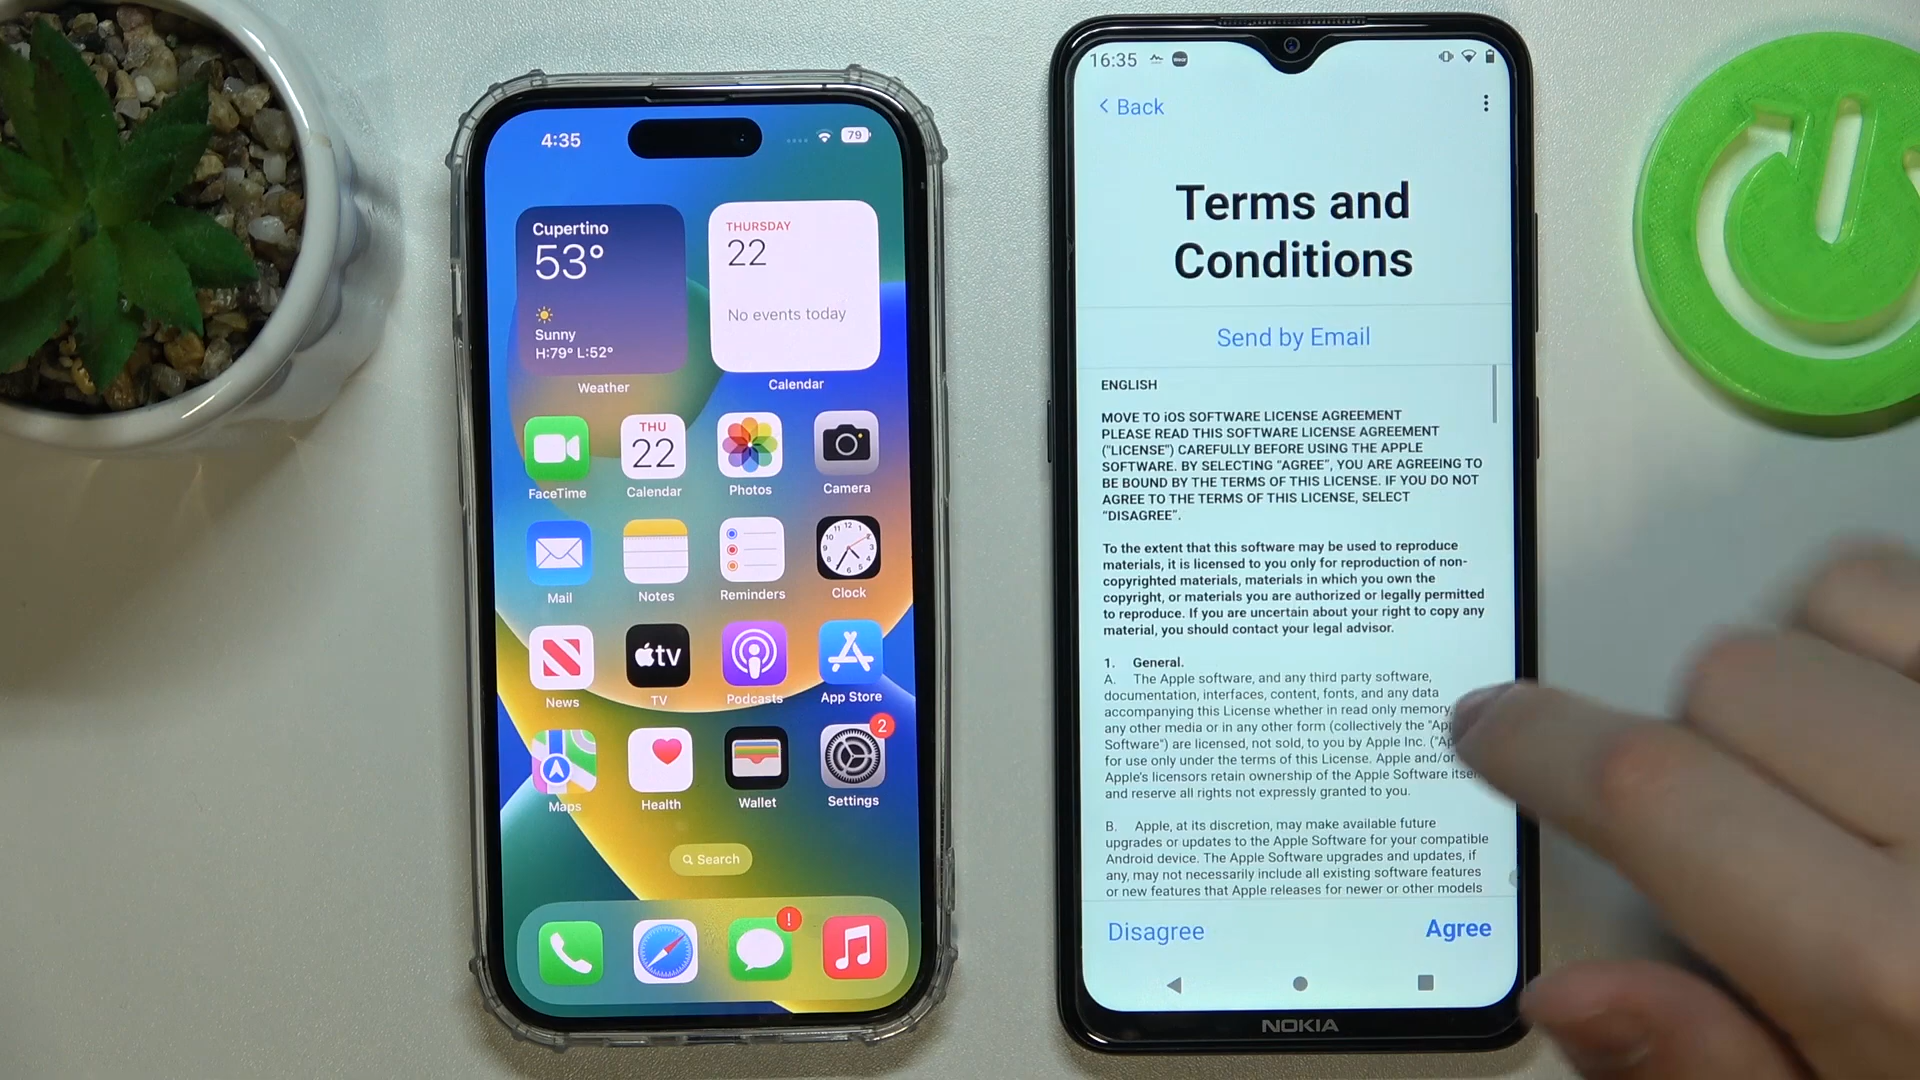 4:35
79
Cupertino
53°
Sunny
H:79° L:52°
Weather
THURSDAY
22
No events today
Calendar
FaceTime
THU
22
Calendar
Photos
Camera
Mail
Notes
Reminders
Clock
News
tv
TV
Podcasts
App Store
Maps
Health
Wallet
2
Settings
Search
!
16:35
Back
Terms and
Conditions
Send by Email
ENGLISH
MOVE TO iOS SOFTWARE LICENSE AGREEMENT
PLEASE READ THIS SOFTWARE LICENSE AGREEMENT
("LICENSE") CAREFULLY BEFORE USING THE APPLE
SOFTWARE. BY SELECTING "AGREE", YOU ARE AGREEING TO
BE BOUND BY THE TERMS OF THIS LICENSE. IF YOU DO NOT
AGREE TO THE TERMS OF THIS LICENSE, SELECT
"DISAGREE".
To the extent that this software may be used to reproduce
materials, it is licensed to you only for reproduction of non-
copyrighted materials, materials in which you own the
copyright, or materials you are authorized or legally permitted
to reproduce. If you are uncertain about your right to copy any
material, you should contact your legal advisor.
1. General.
A. The Apple software, and any third party software,
documentation, interfaces, content, fonts, and any data
accompanying this License whether in read only memory,
any other media or in any other form (collectively the
Software") are licensed, not sold, to you by Apple Inc.
for use only under the terms of this License. Apple and/or
Apple's licensors retain ownership of the Apple Software
and reserve all rights not expressly granted to you.
B. Apple, at its discretion, may make available future
upgrades or updates to the Apple Software for your compatible
Android device. The Apple Software upgrades and updates, if
any, may not necessarily include all existing software features
or new features that Apple releases for newer or other models
Disagree
Agree
NOKIA